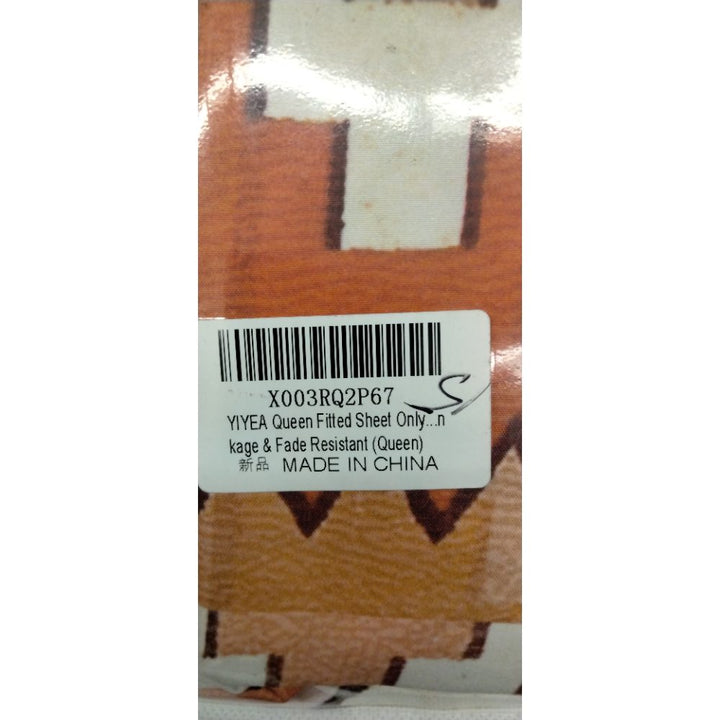 X003RQ2P67
YIYEA Queen Fitted Sheet Only...n
kage & Fade Resistant (Queen)
新品 MADE IN CHINA